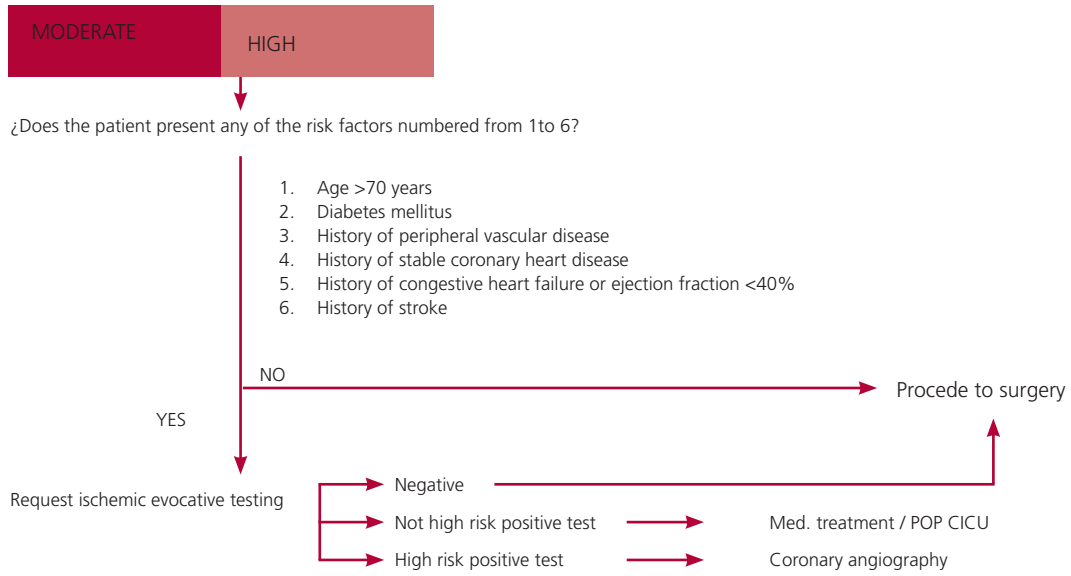 MODERATE
HIGH
¿Does the patient present any of the risk factors numbered from 1to 6?
1. Age >70 years
2. Diabetes mellitus
3. History of peripheral vascular disease
4. History of stable coronary heart disease
5. History of congestive heart failure or ejection fraction <40%
6. History of stroke
NO
Procede to surgery
YES
Request ischemic evocative testing
Negative
Not high risk positive test
Med. treatment / POP CICU
High risk positive test
Coronary angiography